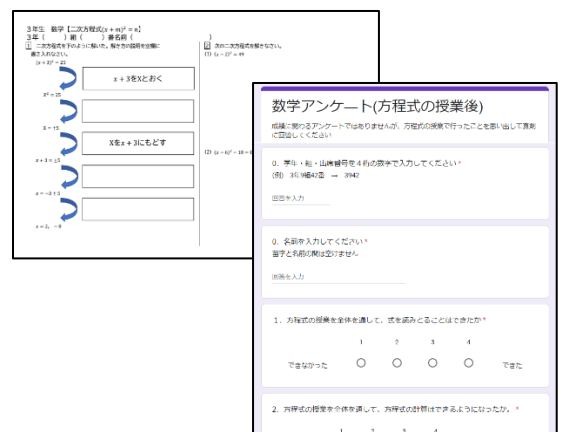 3年生 数学【二次方程式(x + m)² = n】
3年 ( ) 組 ( ) 番名前 ( )
1 二次方程式を下のように解いた。解き方の説明を空欄に
書き入れなさい。
(x + 3)² = 25
x + 3をXとおく
X² = 25
X = ±5
Xをx + 3にもどす
x + 3 = ±5
x = −3 ± 5
x = 2, −8
2 次の二次方程式を解きなさい。
(1) (x − 2)² = 49
(2) (x − 6)² − 18 = 0
数学アンケート(方程式の授業後)
成績に関わるアンケートではありませんが、方程式の授業で行ったことを思い出して真剣
に回答してください
0. 学年・組・出席番号を4桁の数字で入力してください *
(例) 3年9組42番 ⇒ 3942
回答を入力
0. 名前を入力してください *
苗字と名前の間は空けません
回答を入力
1. 方程式の授業を全体を通して、式を読みとることはできたか *
1 2 3 4
できなかった できた
2. 方程式の授業を全体を通して、方程式の計算はできるようになったか。 *
1 2 3 4